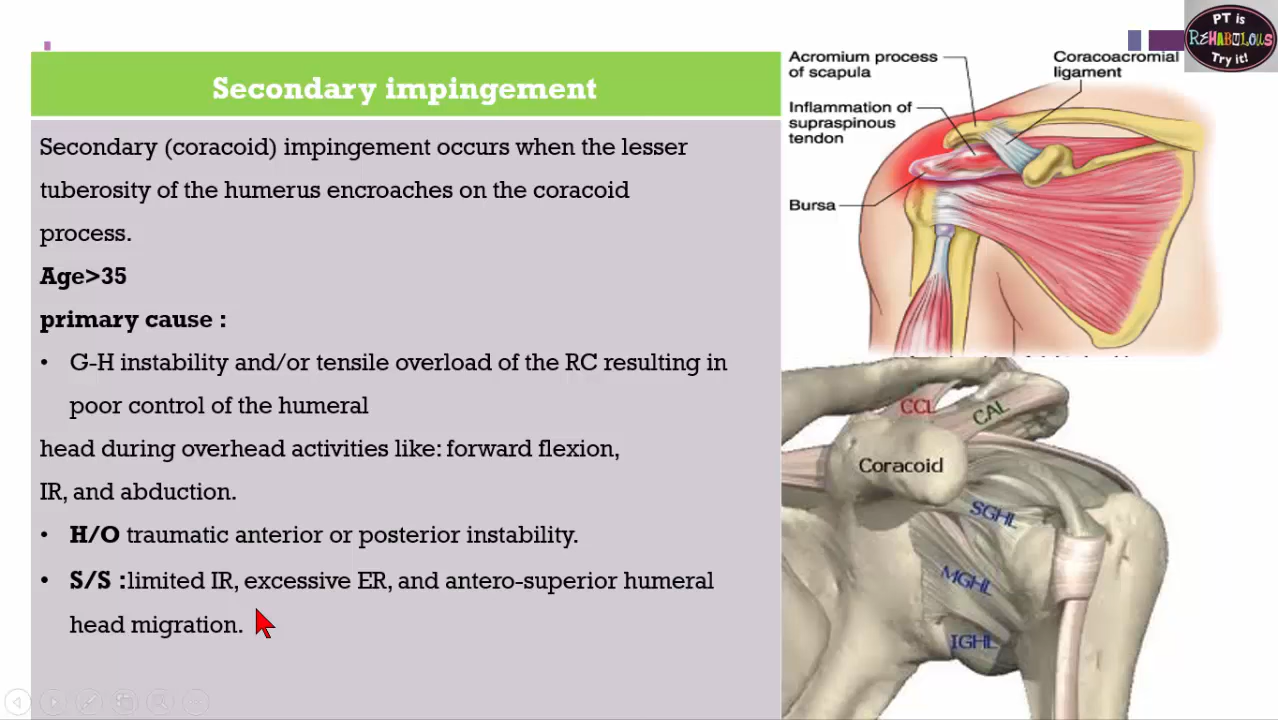 PT is
REHABULOUS
Try it!
Secondary impingement
Secondary (coracoid) impingement occurs when the lesser
tuberosity of the humerus encroaches on the coracoid
process.
Age>35
primary cause :
• G-H instability and/or tensile overload of the RC resulting in
poor control of the humeral
head during overhead activities like: forward flexion,
IR, and abduction.
• H/O traumatic anterior or posterior instability.
• S/S :limited IR, excessive ER, and antero-superior humeral
head migration.
Acromium process
of scapula
Coracoacromial
ligament
Inflammation of
supraspinous
tendon
Bursa
CCL
CAL
Coracoid
SGHL
MGHL
IGHL